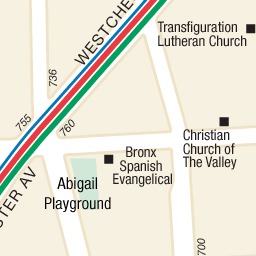 Transfiguration
Lutheran Church
WESTCHE
736
755
760
Christian
Church of
The Valley
Bronx
Spanish
Evangelical
Abigail
Playground
STER AV
700